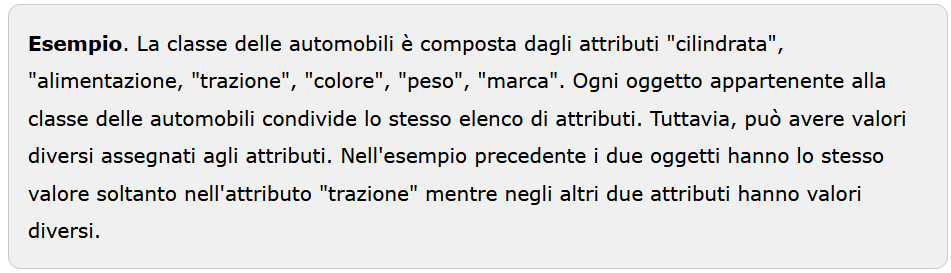 Esempio. La classe delle automobili è composta dagli attributi "cilindrata",
"alimentazione, "trazione", "colore", "peso", "marca". Ogni oggetto appartenente alla
classe delle automobili condivide lo stesso elenco di attributi. Tuttavia, può avere valori
diversi assegnati agli attributi. Nell'esempio precedente i due oggetti hanno lo stesso
valore soltanto nell'attributo "trazione" mentre negli altri due attributi hanno valori
diversi.